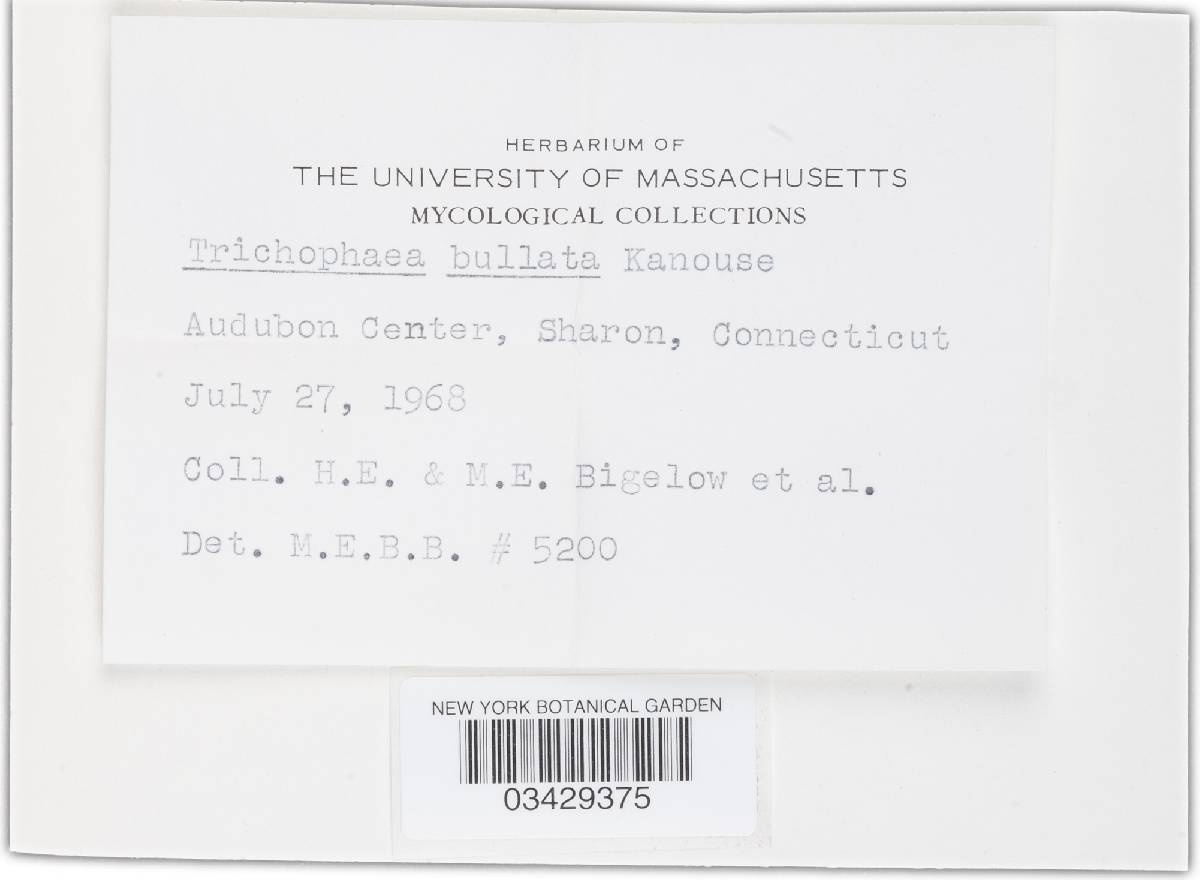 HERBARIUM OF
THE UNIVERSITY OF MASSACHUSETTS
MYCOLOGICAL COLLECTIONS
Trichophaea bullata Kanouse
Audubon Center, Sharon, Connecticut
July 27, 1968
Coll. H.E. & M.E. Bigelow et al.
Det. M.E.B.B. # 5200
NEW YORK BOTANICAL GARDEN
03429375